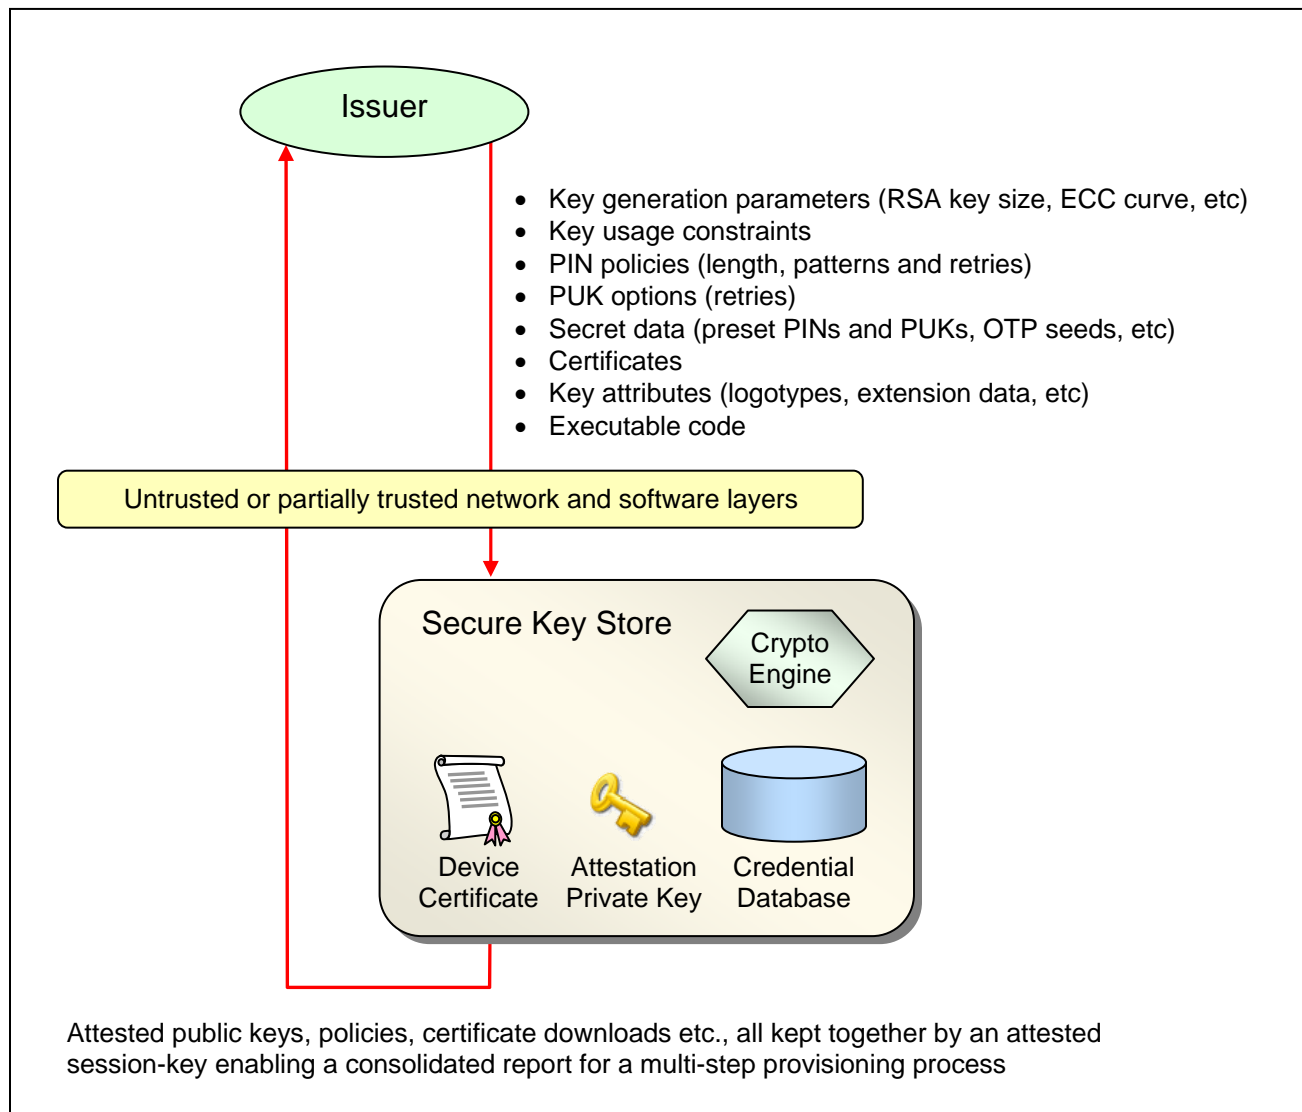 Issuer
• Key generation parameters (RSA key size, ECC curve, etc)
• Key usage constraints
• PIN policies (length, patterns and retries)
• PUK options (retries)
• Secret data (preset PINs and PUKs, OTP seeds, etc)
• Certificates
• Key attributes (logotypes, extension data, etc)
• Executable code
Untrusted or partially trusted network and software layers
Secure Key Store
Crypto
Engine
Device
Certificate
Attestation
Private Key
Credential
Database
Attested public keys, policies, certificate downloads etc., all kept together by an attested
session-key enabling a consolidated report for a multi-step provisioning process